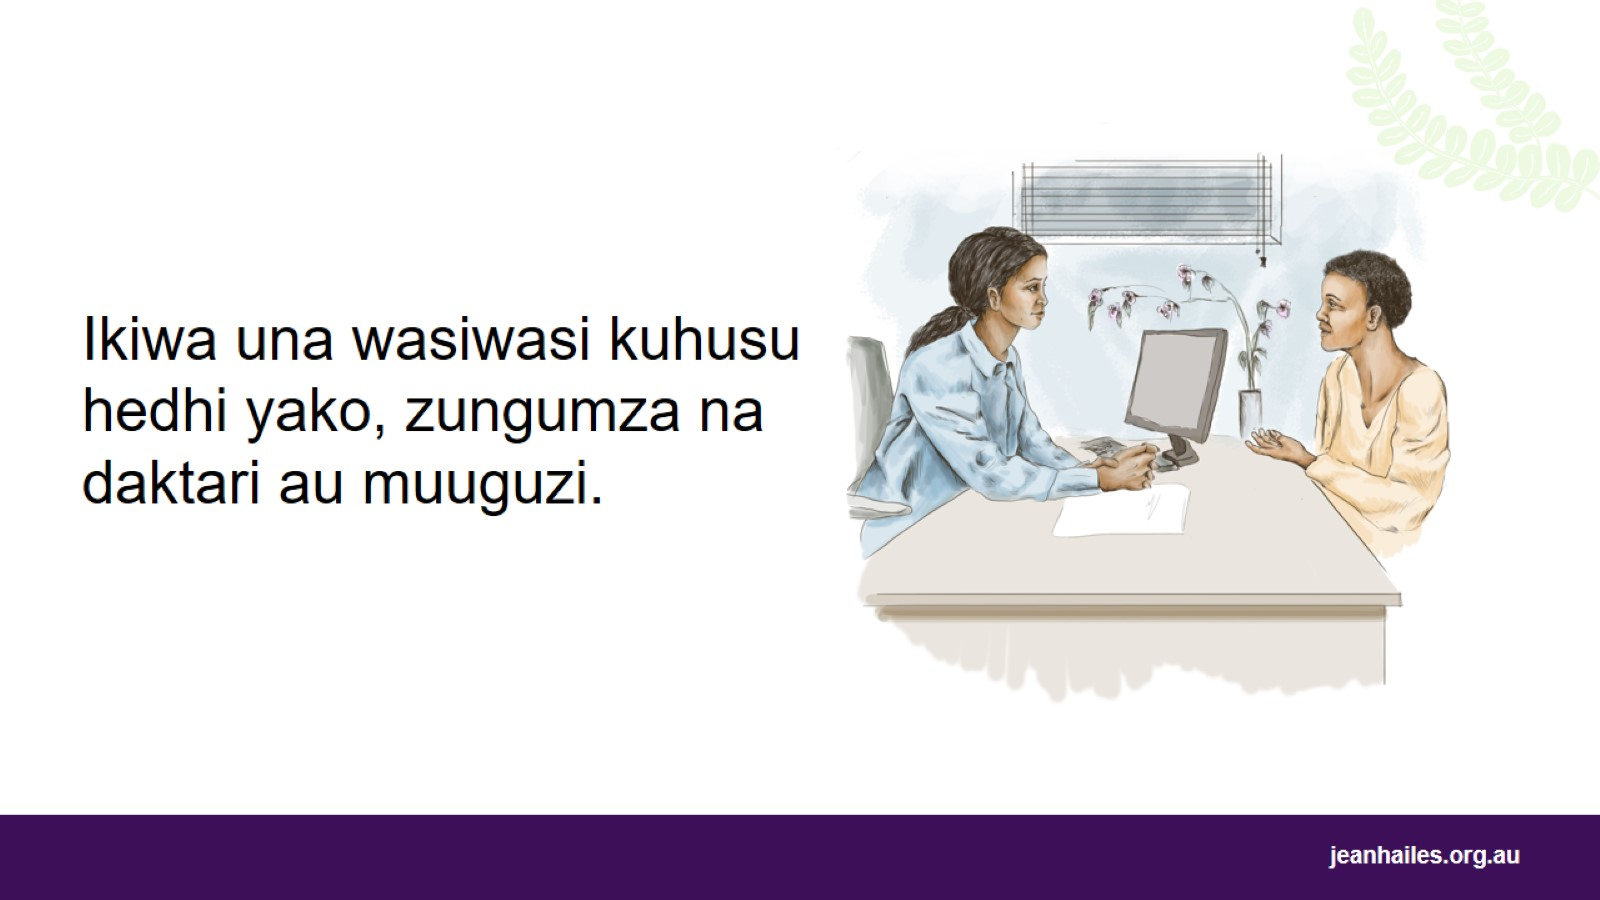 Ikiwa una wasiwasi kuhusu
hedhi yako, zungumza na
daktari au muuguzi.
jeanhailes.org.au